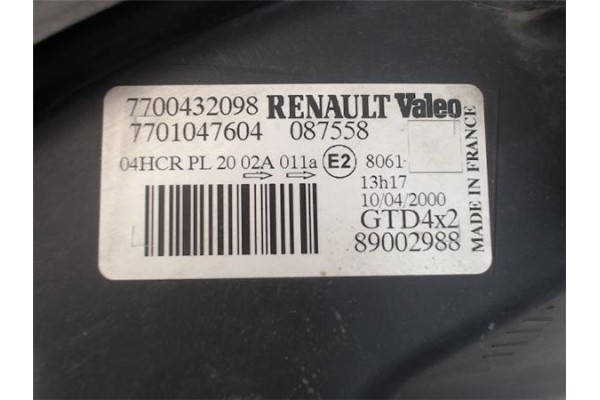 7700432098 RENAULT Valeo
7701047604 087558
04HCR PL 20 02A 011a E2 8061-
13h17
10/04/2000
GTD4x2
89002988
MADE IN FRANCE